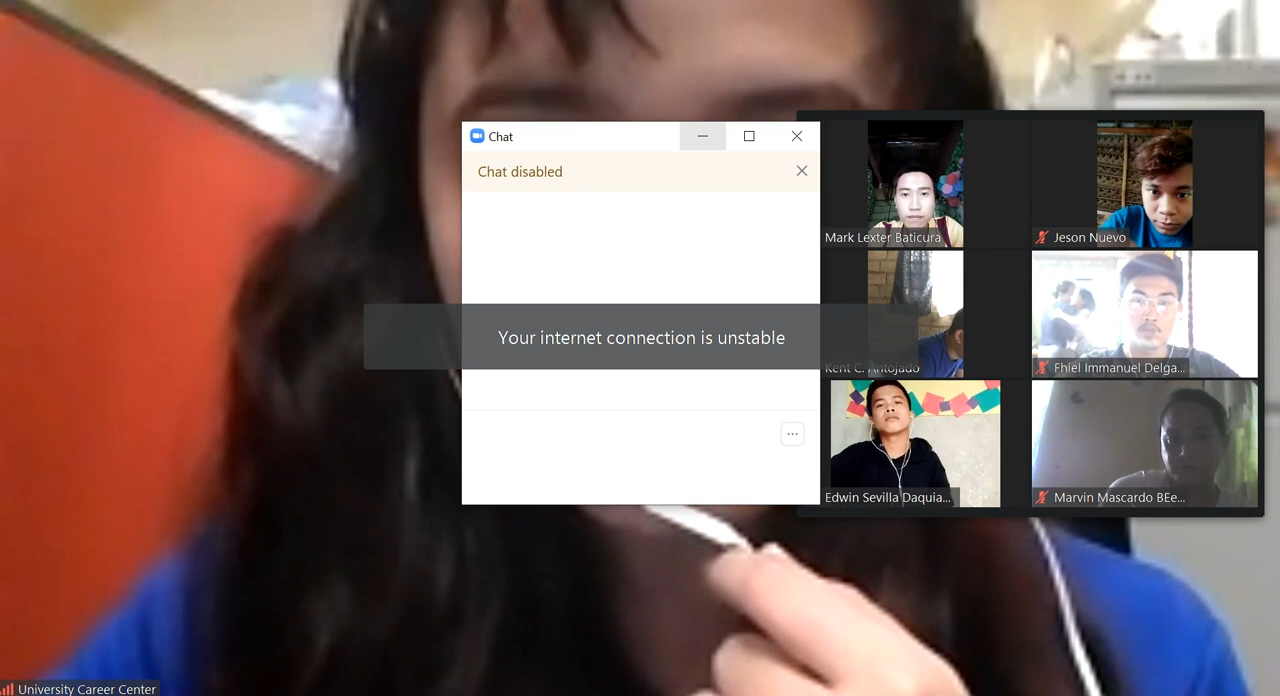 Chat
Chat disabled
Your internet connection is unstable
...
Mark Lexter Baticura
Jeson Nuevo
Kent C. Antojado
Fhiel Immanuel Delga...
Edwin Sevilla Daquia...
Marvin Mascardo BEe...
University Career Center